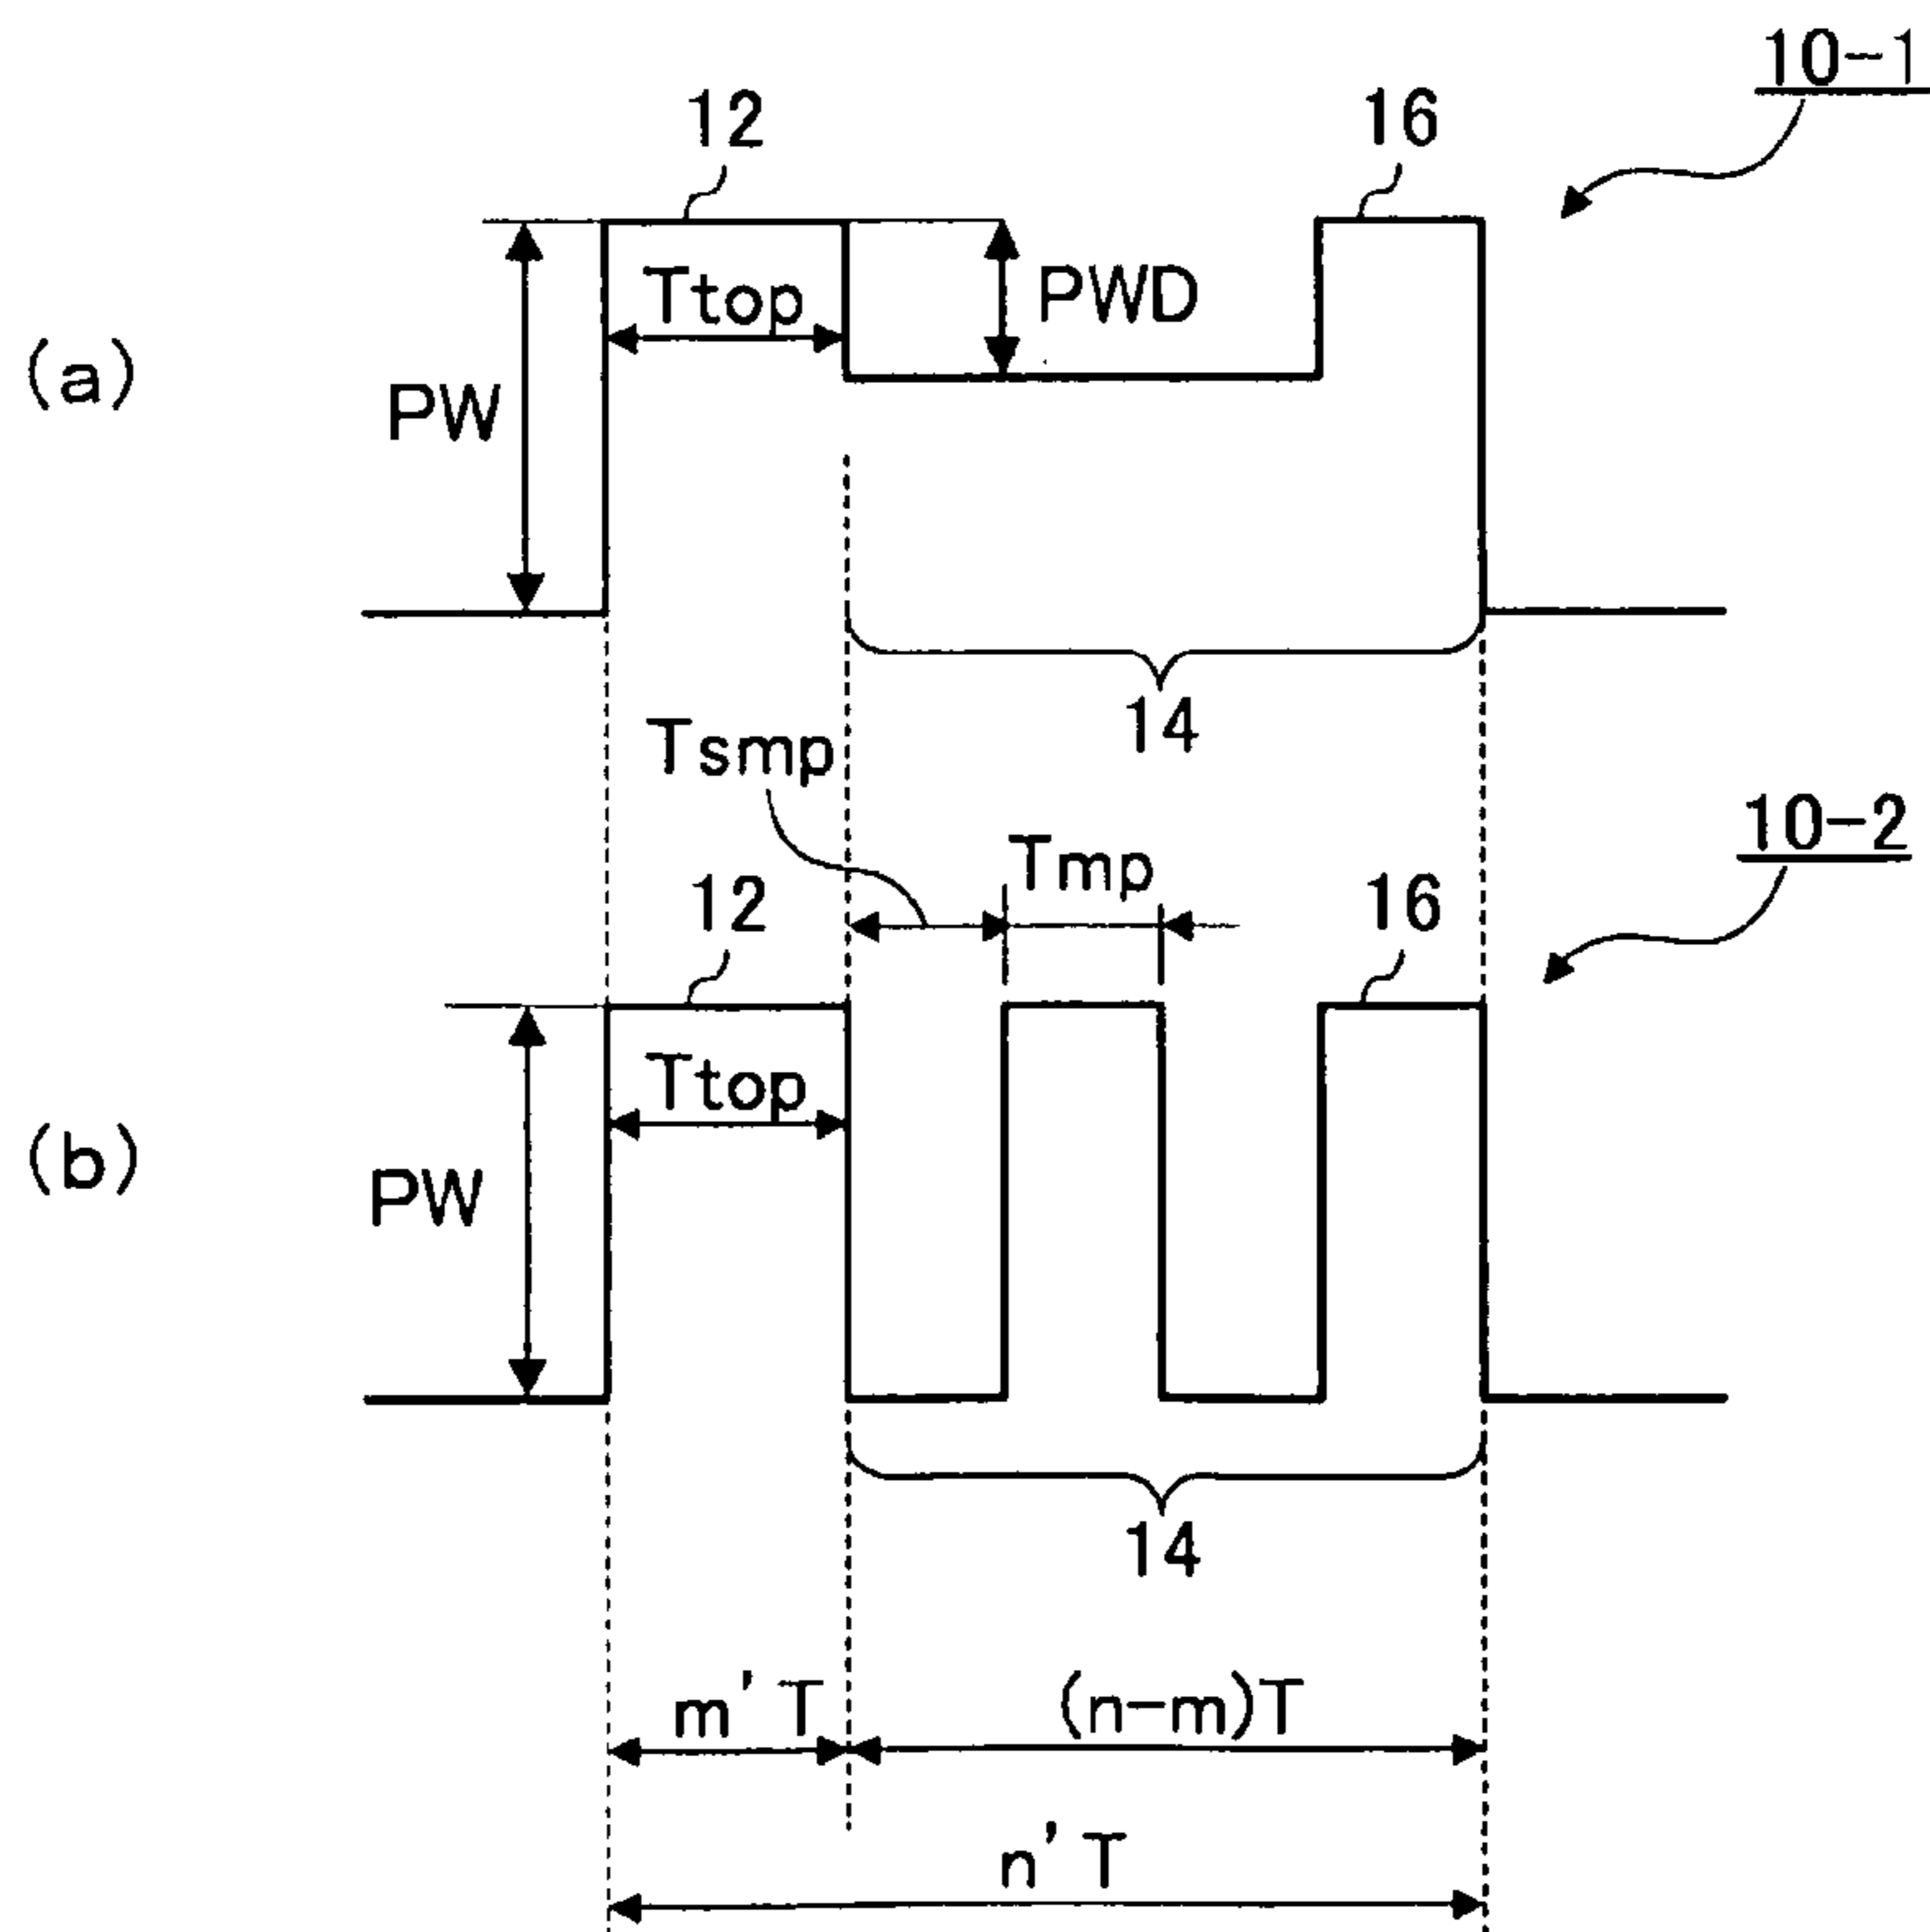 10-1
12
16
Ttop
PWD
(a)
PW
14
Tsmp
10-2
Tmp
12
16
Ttop
(b)
PW
14
m'T
(n-m)T
n'T